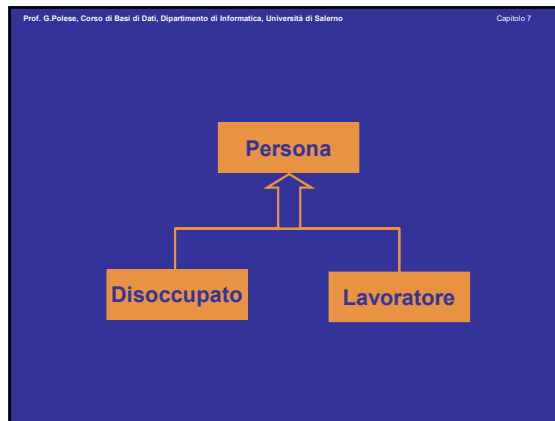 Prof. G.Polese, Corso di Basi di Dati, Dipartimento di Informatica, Università di Salerno Capitolo 7
Persona
Disoccupato Lavoratore